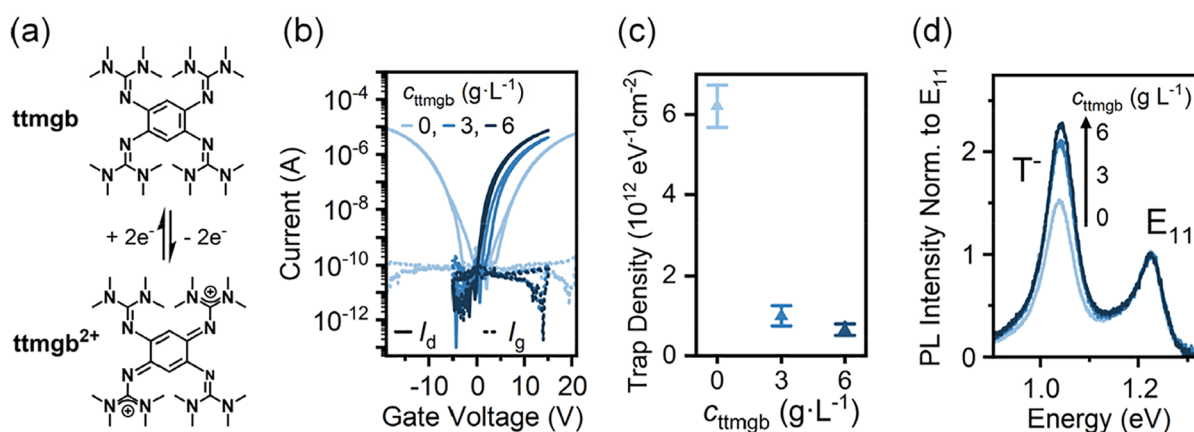 (a)
ttmgb
N N N N
N N
N N
N N N N
+ 2e⁻ - 2e⁻
ttmgb²⁺
N N N ⊕ N
N N
N N
N ⊕ N N N
(b)
c_ttmgb (g·L⁻¹)
0, 3, 6
10⁻⁴
10⁻⁶
10⁻⁸
10⁻¹⁰
10⁻¹²
Current (A)
I_d I_g
-10 0 10 20
Gate Voltage (V)
(c)
Trap Density (10¹² eV⁻¹cm⁻²)
6
4
2
0
0 3 6
c_ttmgb (g·L⁻¹)
(d)
PL Intensity Norm. to E₁₁
c_ttmgb (g L⁻¹)
6
3
0
T⁻
E₁₁
2
1
0
1.0 1.2
Energy (eV)